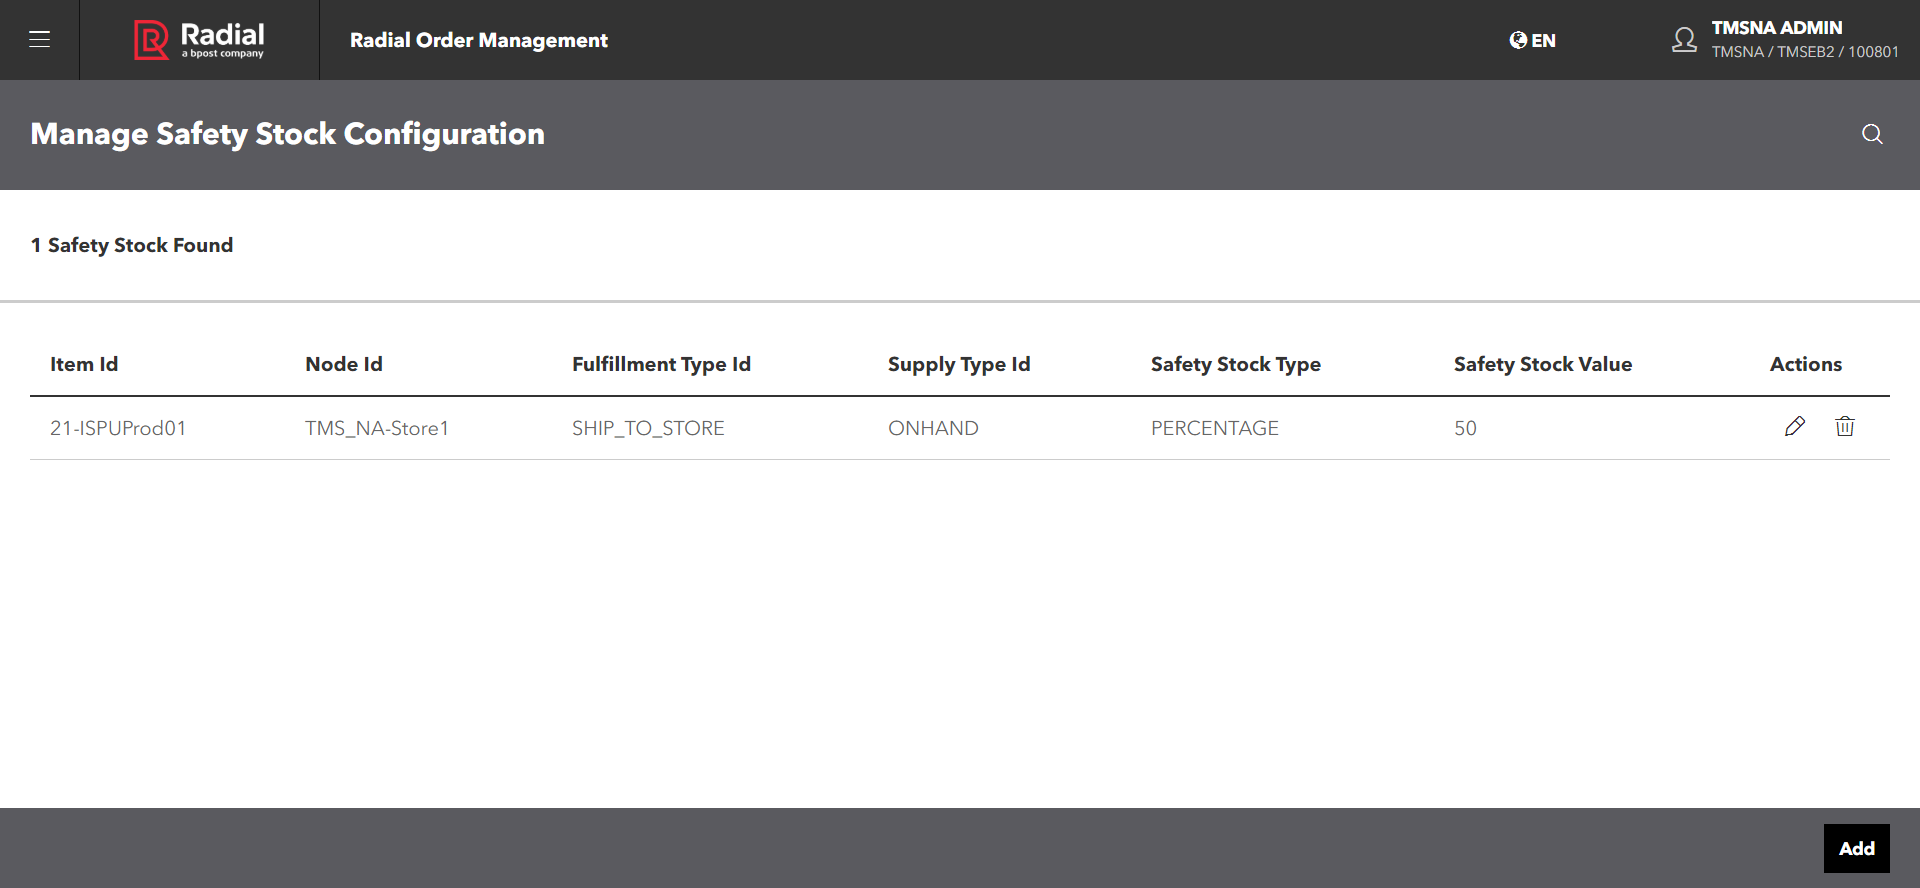 Radial
a bpost company
Radial Order Management
EN
TMSNA ADMIN
TMSNA / TMSEB2 / 100801
Manage Safety Stock Configuration
1 Safety Stock Found
Item Id Node Id Fulfillment Type Id Supply Type Id Safety Stock Type Safety Stock Value Actions
21-ISPUProd01 TMS_NA-Store1 SHIP_TO_STORE ONHAND PERCENTAGE 50
Add